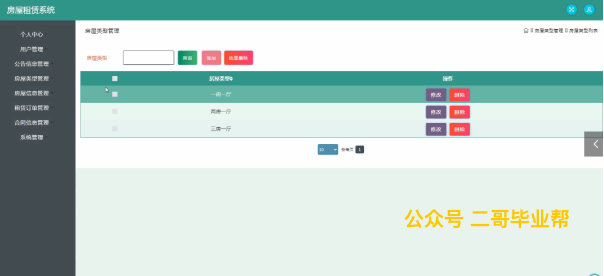 房屋租赁系统
个人中心
用户管理
公告信息管理
房屋类型管理
房屋信息管理
租赁订单管理
合同信息管理
系统管理
房屋类型管理
房屋类型管理 房屋类型列表
房屋类型
查询 添加 批量删除
房屋类型 操作
一房一厅 修改 删除
两房一厅 修改 删除
三房一厅 修改 删除
10 1
公众号 二哥毕业帮